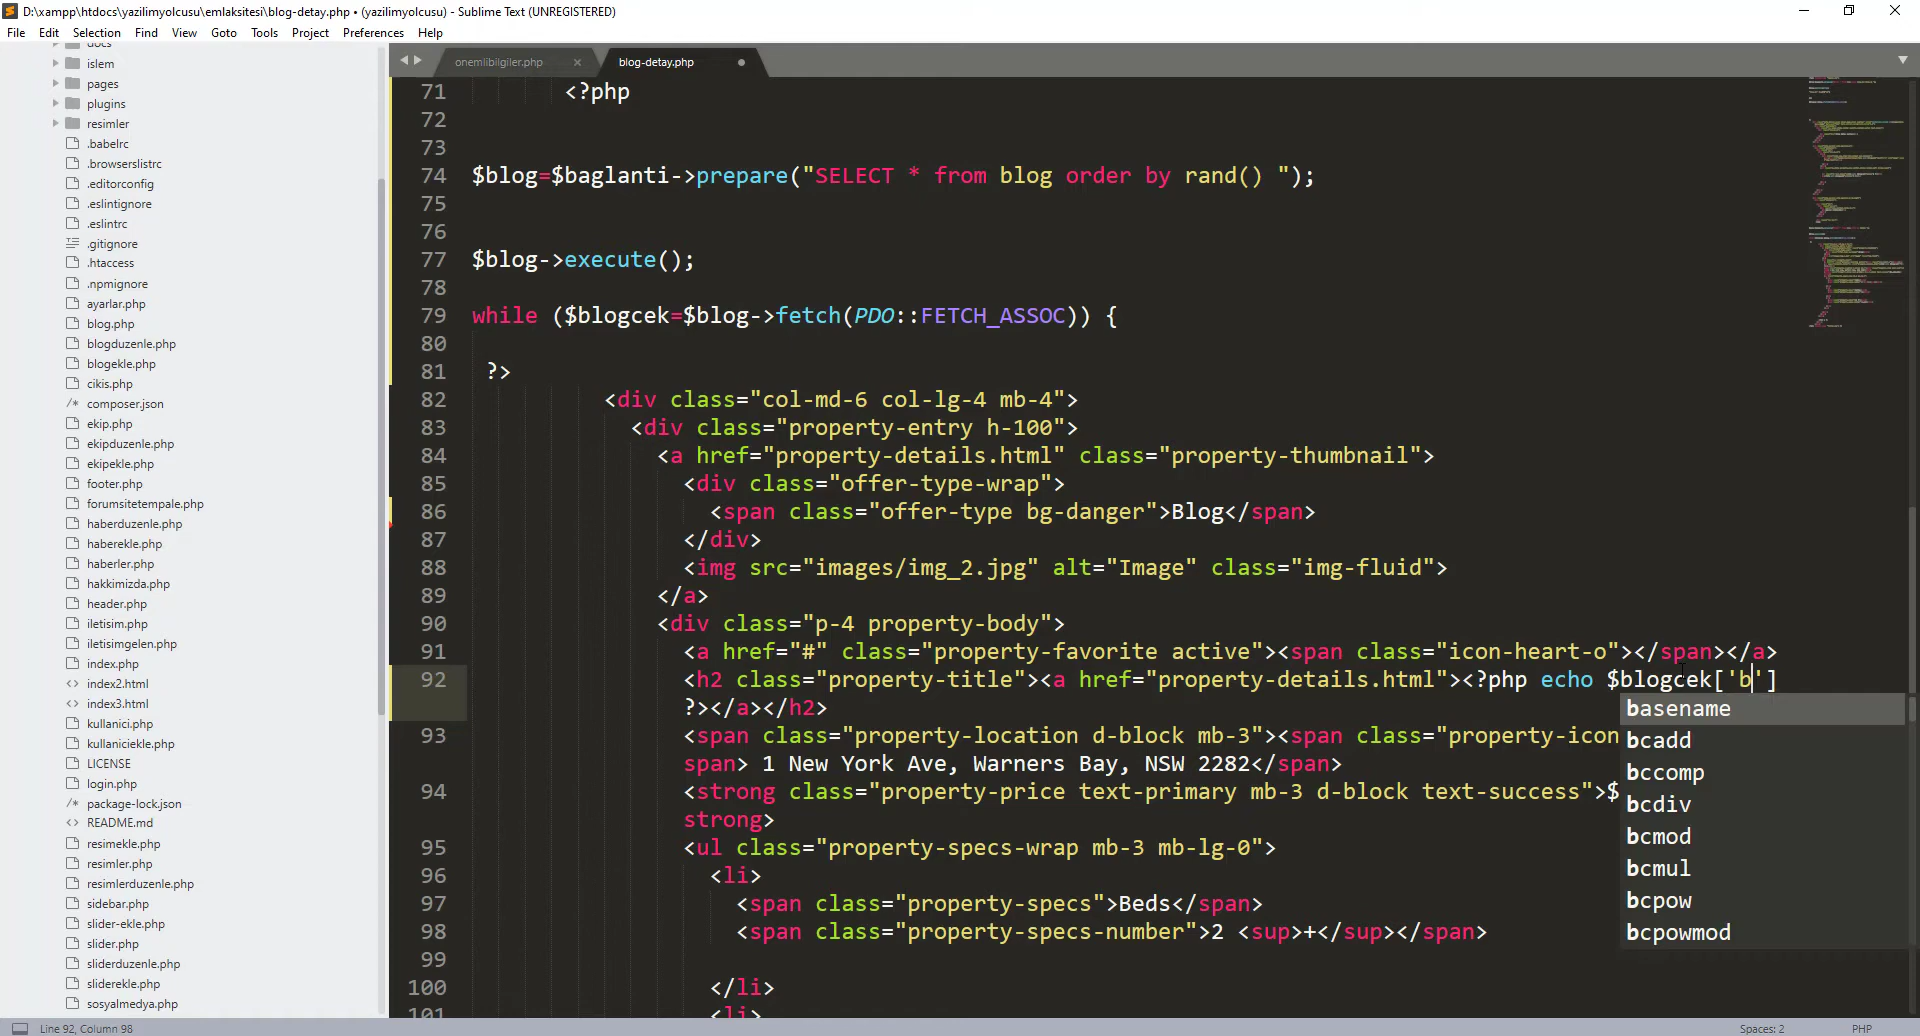 D:\xampp\htdocs\yazilimyolcusu\emlaksitesi\blog-detay.php • (yazilimyolcusu) - Sublime Text (UNREGISTERED)
File Edit Selection Find View Goto Tools Project Preferences Help
docs
islem
pages
plugins
resimler
.babelrc
.browserslistrc
.editorconfig
.eslintignore
.eslintrc
.gitignore
.htaccess
.npmignore
ayarlar.php
blog.php
blogduzenle.php
blogekle.php
cikis.php
/* composer.json
ekip.php
ekipduzenle.php
ekipekle.php
footer.php
forumsitetempale.php
haberduzenle.php
haberekle.php
haberler.php
hakkimizda.php
header.php
iletisim.php
iletisimgelen.php
index.php
<> index2.html
<> index3.html
kullanici.php
kullaniciekle.php
LICENSE
login.php
/* package-lock.json
<> README.md
resimekle.php
resimler.php
resimlerduzenle.php
sidebar.php
slider-ekle.php
slider.php
sliderduzenle.php
sliderekle.php
sosyalmedya.php
onemlibilgiler.php × blog-detay.php
71 <?php
72
73
74 $blog=$baglanti->prepare("SELECT * from blog order by rand() ");
75
76
77 $blog->execute();
78
79 while ($blogcek=$blog->fetch(PDO::FETCH_ASSOC)) {
80
81 ?>
82 <div class="col-md-6 col-lg-4 mb-4">
83 <div class="property-entry h-100">
84 <a href="property-details.html" class="property-thumbnail">
85 <div class="offer-type-wrap">
86 <span class="offer-type bg-danger">Blog</span>
87 </div>
88 <img src="images/img_2.jpg" alt="Image" class="img-fluid">
89 </a>
90 <div class="p-4 property-body">
91 <a href="#" class="property-favorite active"><span class="icon-heart-o"></span></a>
92 <h2 class="property-title"><a href="property-details.html"><?php echo $blogcek['b']
?></a></h2>
93 <span class="property-location d-block mb-3"><span class="property-icon
span> 1 New York Ave, Warners Bay, NSW 2282</span>
94 <strong class="property-price text-primary mb-3 d-block text-success">$
strong>
95 <ul class="property-specs-wrap mb-3 mb-lg-0">
96 <li>
97 <span class="property-specs">Beds</span>
98 <span class="property-specs-number">2 <sup>+</sup></span>
99
100 </li>
101 <li>
basename
bcadd
bccomp
bcdiv
bcmod
bcmul
bcpow
bcpowmod
Line 92, Column 98 Spaces: 2 PHP